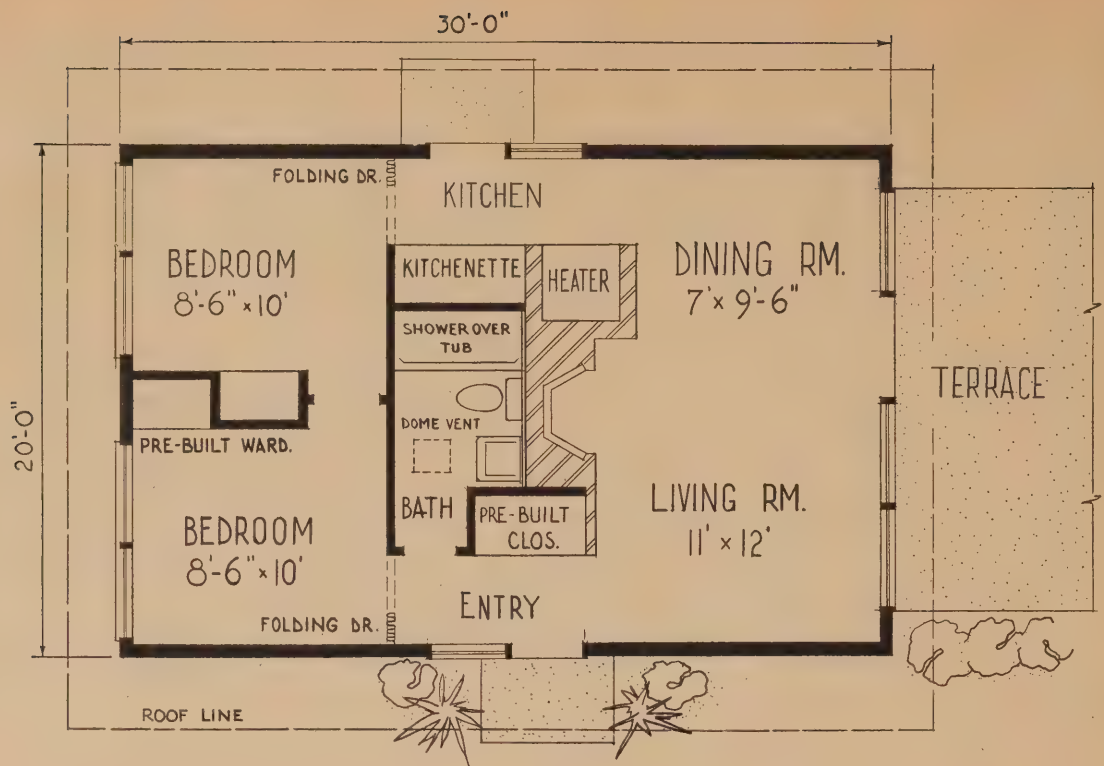 30'-0"
FOLDING DR.
KITCHEN
BEDROOM
8'-6" x 10'
KITCHENETTE
HEATER
DINING RM.
7' x 9'-6"
SHOWER OVER
TUB
TERRACE
20'-0"
DOME VENT
PRE-BUILT WARD.
BATH
PRE-BUILT
CLOS.
LIVING RM.
11' x 12'
BEDROOM
8'-6" x 10'
ENTRY
FOLDING DR.
ROOF LINE